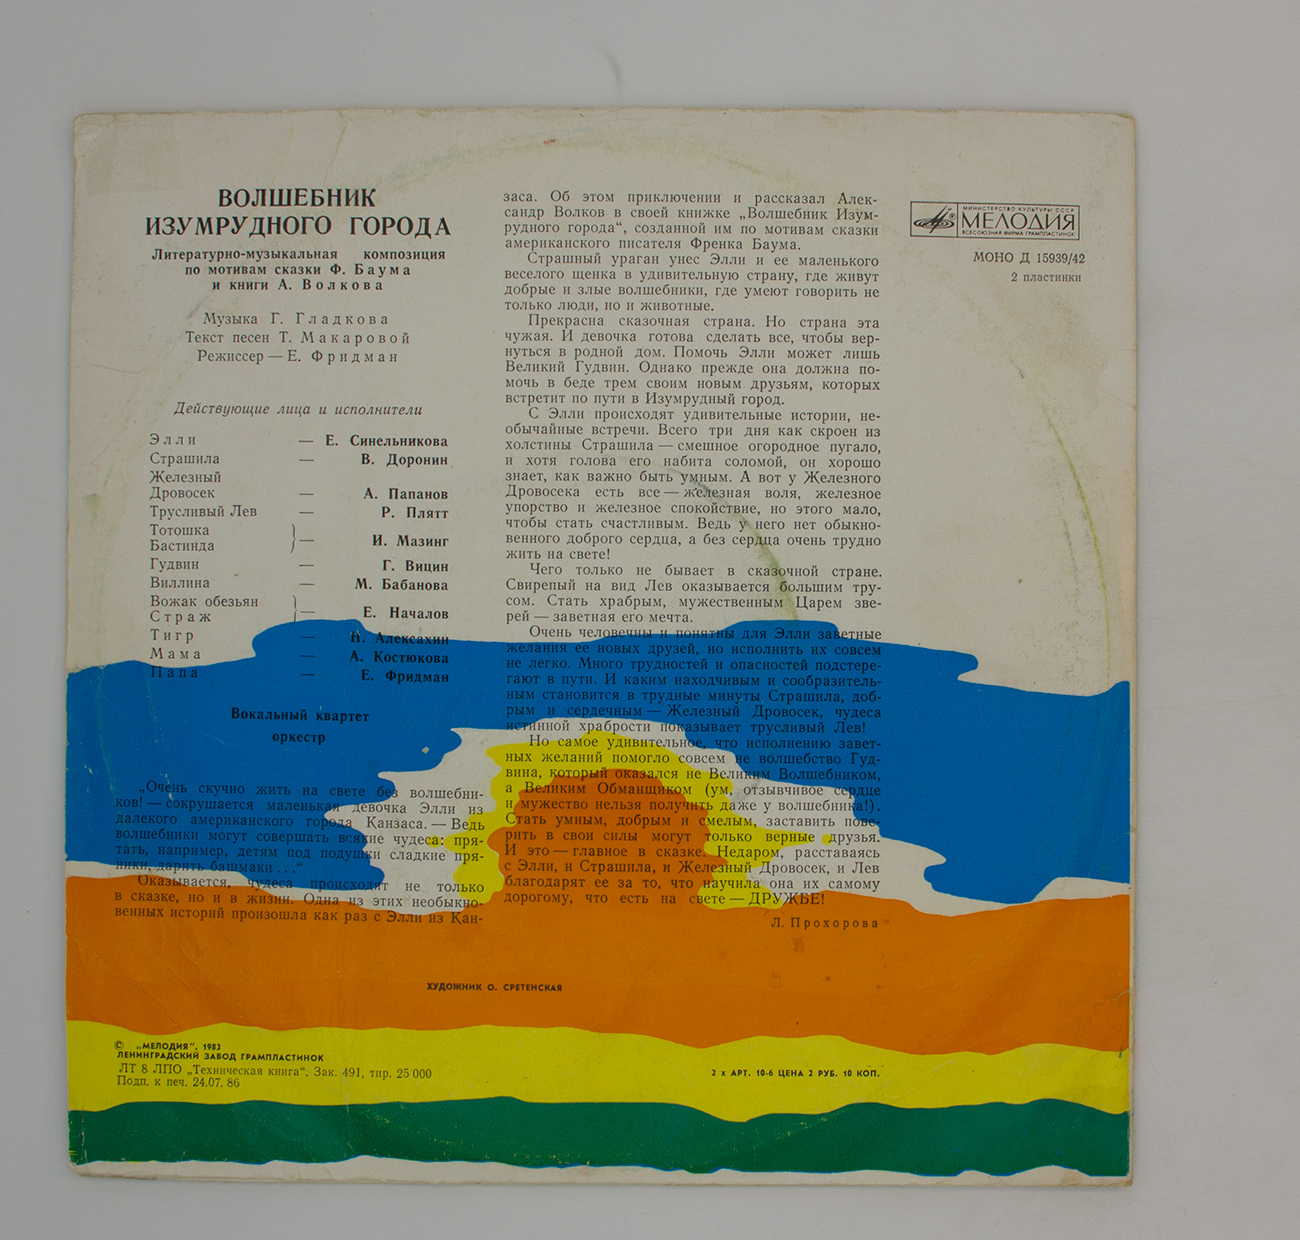 ВОЛШЕБНИК
ИЗУМРУДНОГО ГОРОДА
Литературно-музыкальная композиция
по мотивам сказки Ф. Баума
и книги А. Волкова
Музыка Г. Гладкова
Текст песен Т. Макаровой
Режиссер — Е. Фридман
Действующие лица и исполнители
Элли — Е. Синельникова
Страшила — В. Доронин
Железный
Дровосек — А. Папанов
Трусливый Лев — Р. Плятт
Тотошка
Бастинда } — И. Мазинг
Гудвин — Г. Вицин
Виллина — М. Бабанова
Вожак обезьян
Страж } — Е. Началов
Тигр — Н. Алексахин
Мама — А. Костюкова
Папа — Е. Фридман
Вокальный квартет
оркестр
„Очень скучно жить на свете без волшебни-
ков! — сокрушается маленькая девочка Элли из
далекого американского города Канзаса. — Ведь
волшебники могут совершать всякие чудеса: пря-
тать, например, детям под подушки сладкие пря-
ники, дарить башмаки . . .“
Оказывается, чудеса происходят не только
в сказке, но и в жизни. Одна из этих необыкно-
венных историй произошла как раз с Элли из Кан-
заса. Об этом приключении и рассказал Алек-
сандр Волков в своей книжке „Волшебник Изум-
рудного города“, созданной им по мотивам сказки
американского писателя Френка Баума.
Страшный ураган унес Элли и ее маленького
веселого щенка в удивительную страну, где живут
добрые и злые волшебники, где умеют говорить не
только люди, но и животные.
Прекрасна сказочная страна. Но страна эта
чужая. И девочка готова сделать все, чтобы вер-
нуться в родной дом. Помочь Элли может лишь
Великий Гудвин. Однако прежде она должна по-
мочь в беде трем своим новым друзьям, которых
встретит по пути в Изумрудный город.
С Элли происходят удивительные истории, не-
обычайные встречи. Всего три дня как скроен из
холстины Страшила — смешное огородное пугало,
и хотя голова его набита соломой, он хорошо
знает, как важно быть умным. А вот у Железного
Дровосека есть все — железная воля, железное
упорство и железное спокойствие, но этого мало,
чтобы стать счастливым. Ведь у него нет обыкно-
венного доброго сердца, а без сердца очень трудно
жить на свете!
Чего только не бывает в сказочной стране.
Свирепый на вид Лев оказывается большим тру-
сом. Стать храбрым, мужественным Царем зве-
рей — заветная его мечта.
Очень человечны и понятны для Элли заветные
желания ее новых друзей, но исполнить их совсем
не легко. Много трудностей и опасностей подстере-
гают в пути. И каким находчивым и сообразитель-
ным становится в трудные минуты Страшила, доб-
рым и сердечным — Железный Дровосек, чудеса
истинной храбрости показывает трусливый Лев!
Но самое удивительное, что исполнению завет-
ных желаний помогло совсем не волшебство Гуд-
вина, который оказался не Великим Волшебником,
а Великим Обманщиком (ум, отзывчивое сердце
и мужество нельзя получить даже у волшебника!).
Стать умным, добрым и смелым, заставить пове-
рить в свои силы могут только верные друзья.
И это — главное в сказке. Недаром, расставаясь
с Элли, и Страшила, и Железный Дровосек, и Лев
благодарят ее за то, что научила она их самому
дорогому, что есть на свете — ДРУЖБЕ!
Л. Прохорова
МИНИСТЕРСТВО КУЛЬТУРЫ СССР
МЕЛОДИЯ
ВСЕСОЮЗНАЯ ФИРМА ГРАМПЛАСТИНОК
МОНО Д 15939/42
2 пластинки
ХУДОЖНИК О. СРЕТЕНСКАЯ
© „МЕЛОДИЯ“, 1983
ЛЕНИНГРАДСКИЙ ЗАВОД ГРАМПЛАСТИНОК
ЛТ 8 ЛПО „Техническая книга“. Зак. 491, тир. 25 000
Подп. к печ. 24.07. 86
2 х АРТ. 10-6 ЦЕНА 2 РУБ. 10 КОП.